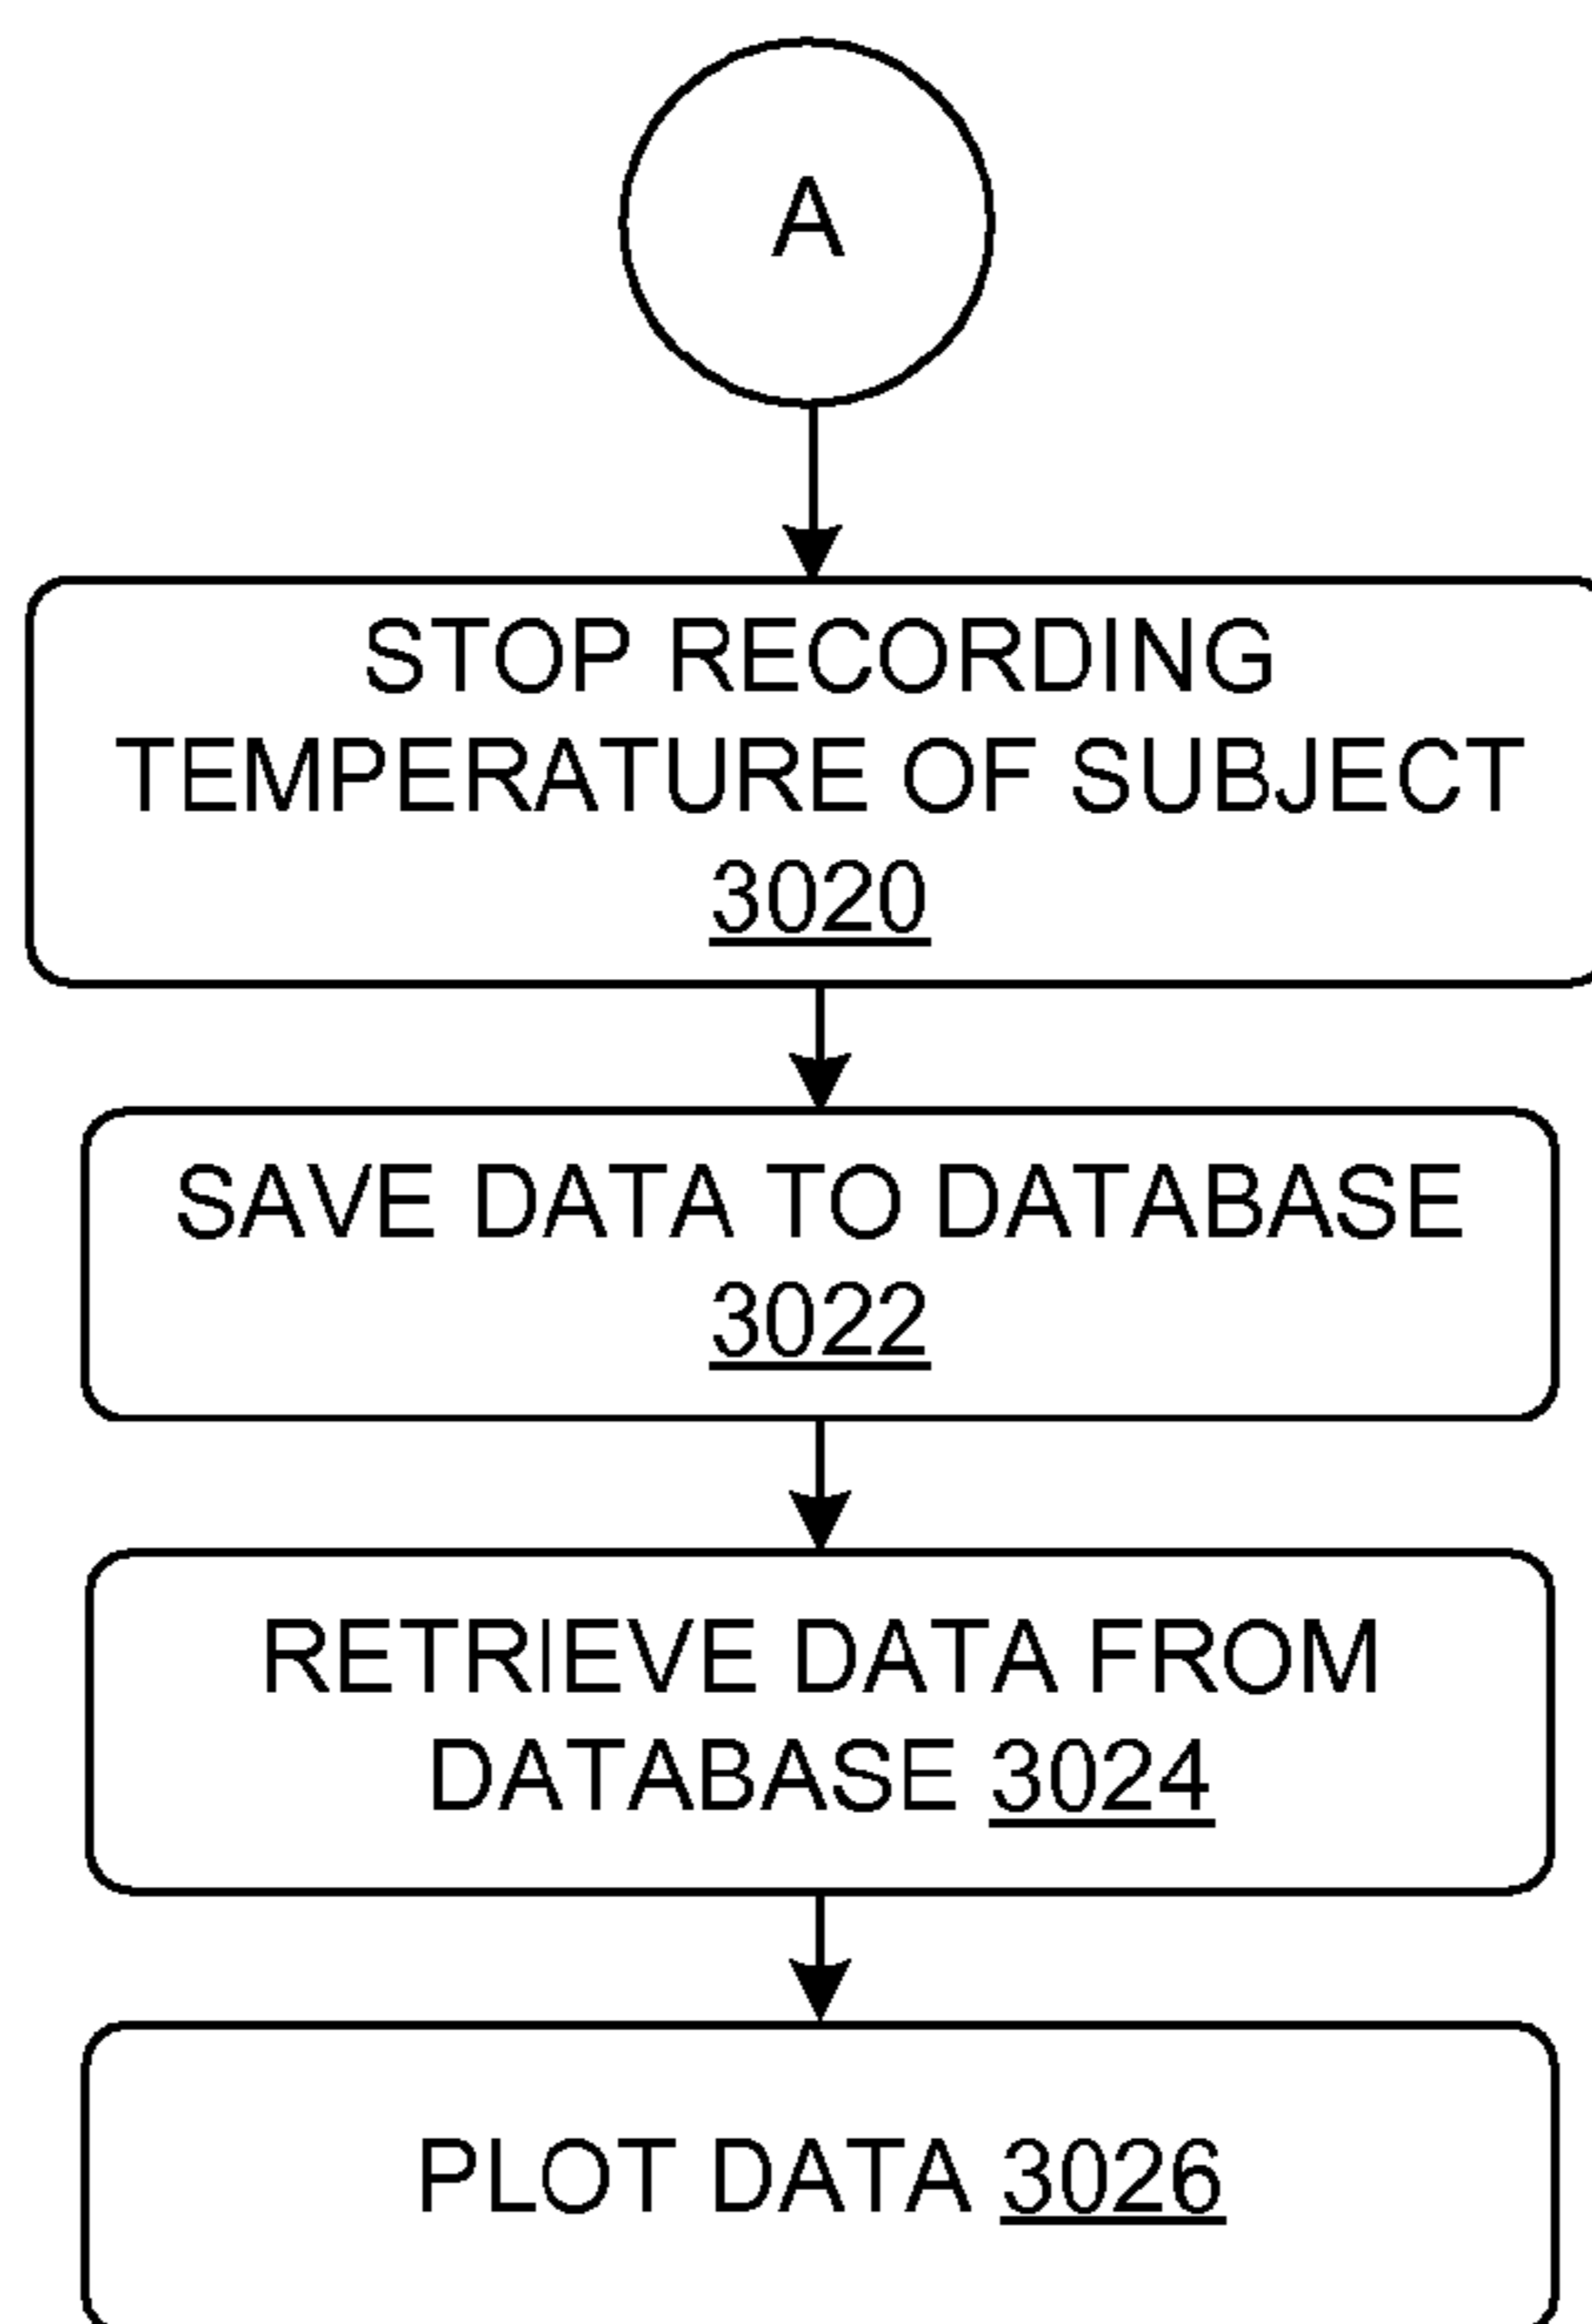 A
STOP RECORDING
TEMPERATURE OF SUBJECT
3020
SAVE DATA TO DATABASE
3022
RETRIEVE DATA FROM
DATABASE 3024
PLOT DATA 3026